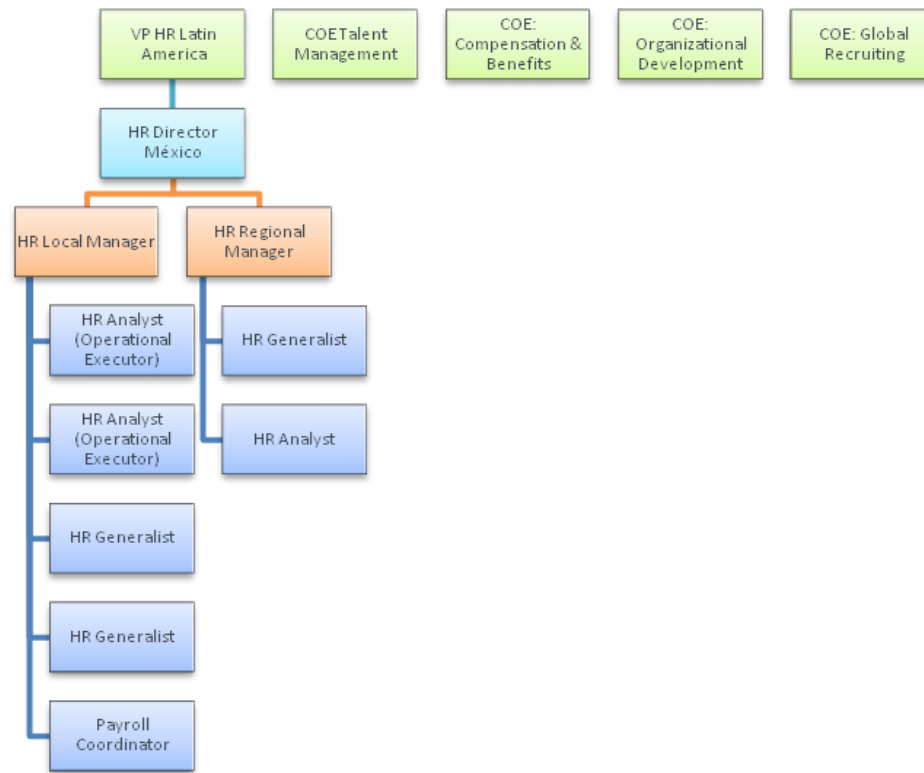 VP HR Latin
America
COETalent
Management
COE:
Compensation &
Benefits
COE:
Organizational
Development
COE: Global
Recruiting
HR Director
México
HR Local Manager
HR Regional
Manager
HR Analyst
(Operational
Executor)
HR Generalist
HR Analyst
(Operational
Executor)
HR Analyst
HR Generalist
HR Generalist
Payroll
Coordinator